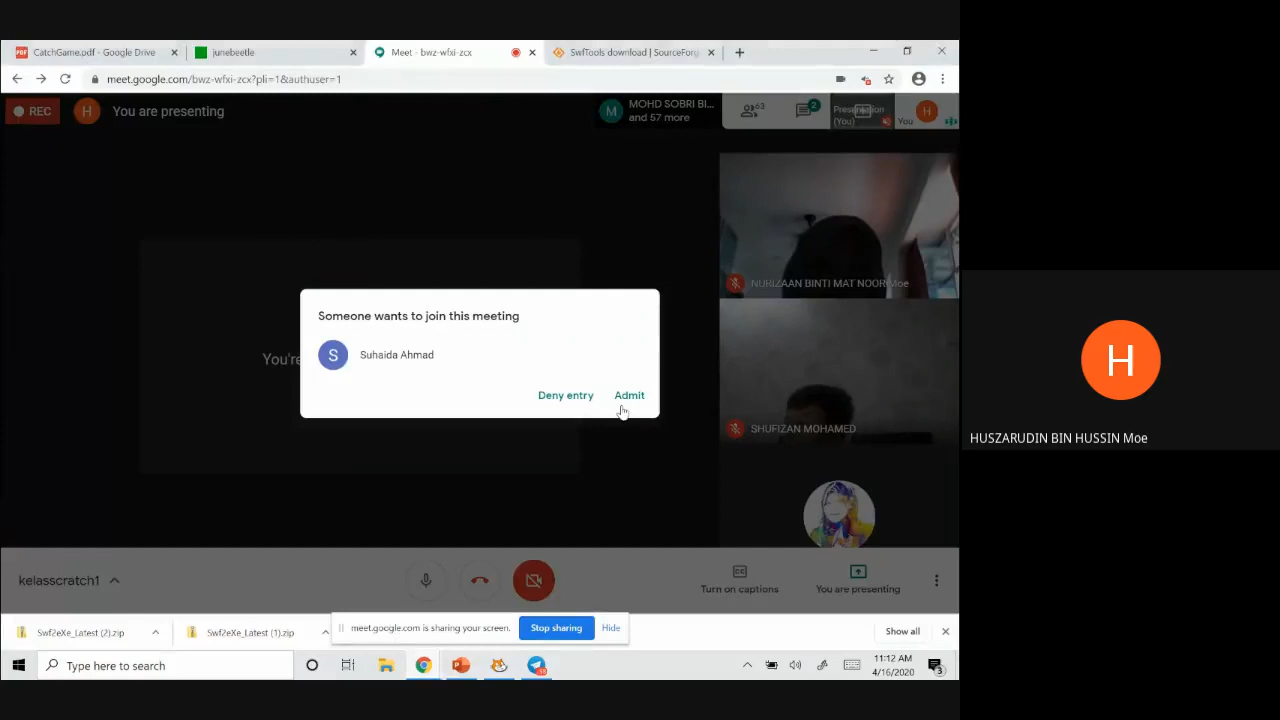 CatchGame.pdf - Google Drive
junebeetle
Meet - bwz-wfxi-zcx
SwfTools download | SourceForg
meet.google.com/bwz-wfxi-zcx?pli=1&authuser=1
REC
H
You are presenting
M
MOHD SOBRI BI...
and 57 more
63
2
Presentation
(You)
You
H
NURIZAAN BINTI MAT NOOR Moe
Someone wants to join this meeting
S
Suhaida Ahmad
You're
Deny entry
Admit
H
SHUFIZAN MOHAMED
HUSZARUDIN BIN HUSSIN Moe
kelasscratch1
CC
Turn on captions
You are presenting
Swf2eXe_Latest (2).zip
Swf2eXe_Latest (1).zip
meet.google.com is sharing your screen.
Stop sharing
Hide
Show all
Type here to search
11:12 AM
4/16/2020
3